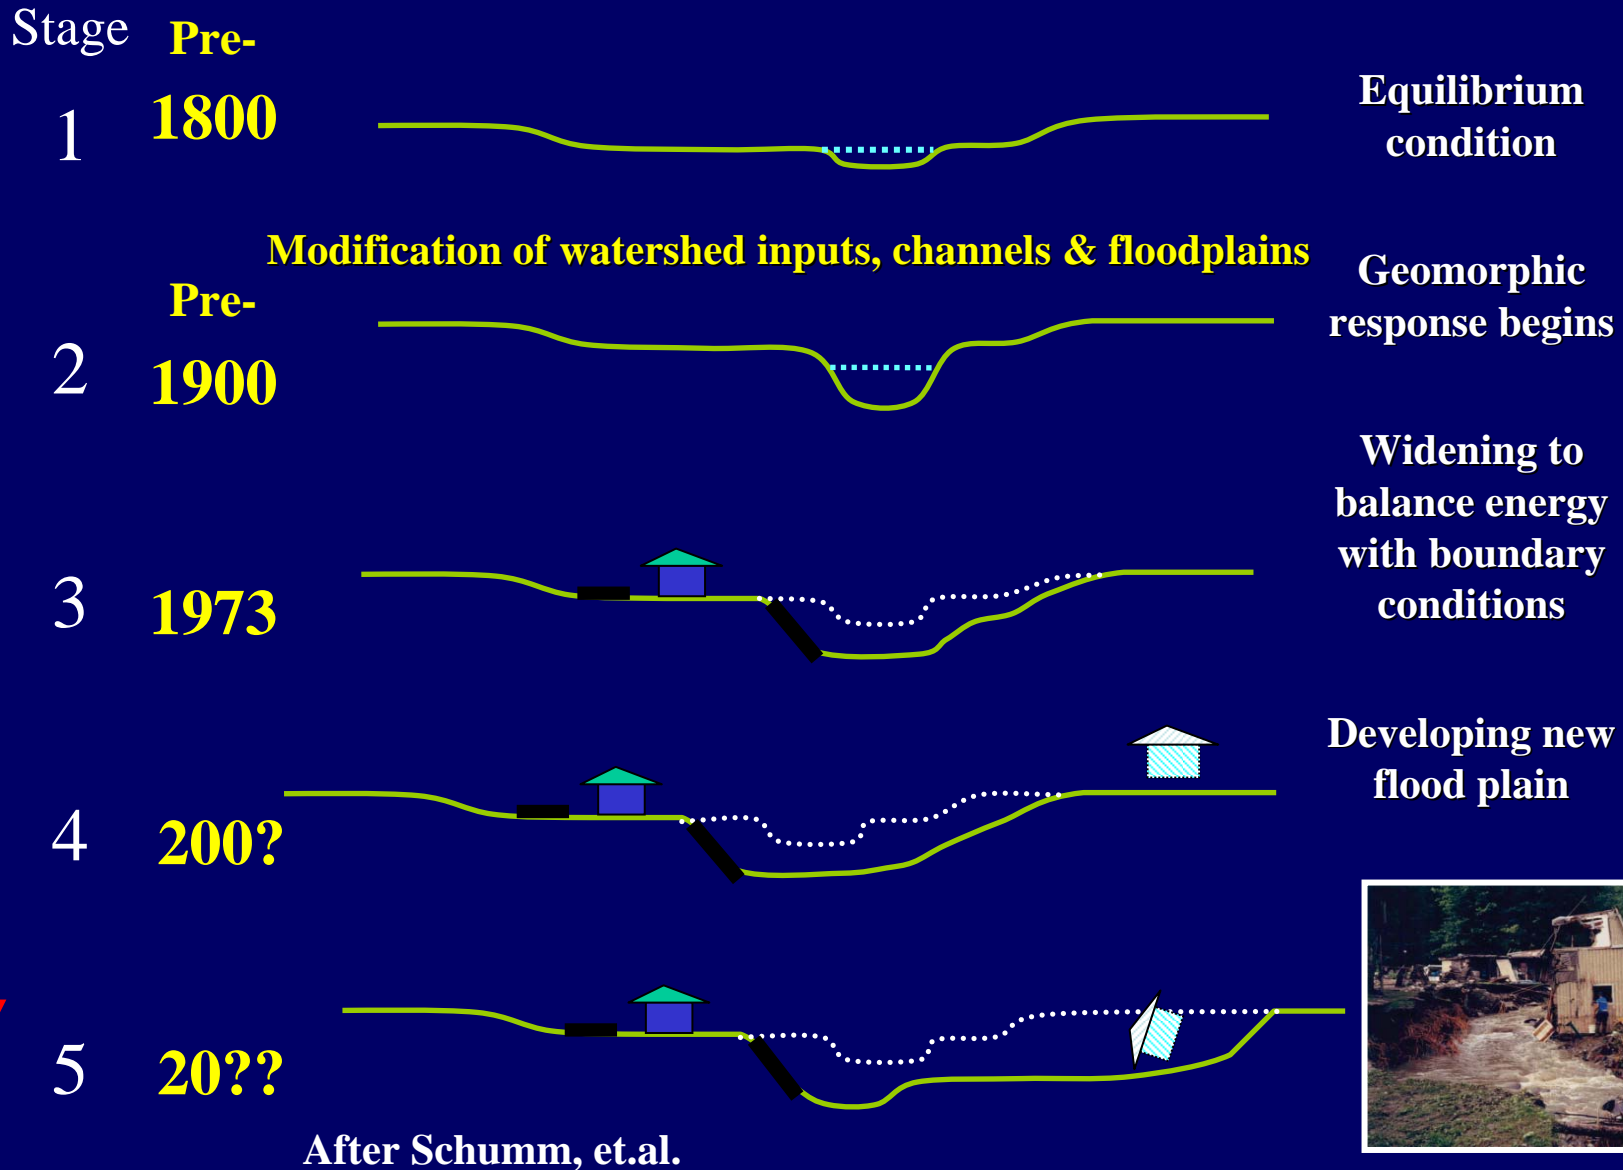 Stage
Pre-
1
1800
Equilibrium
condition
Modification of watershed inputs, channels & floodplains
Pre-
2
1900
Geomorphic
response begins
3
1973
Widening to
balance energy
with boundary
conditions
4
200?
Developing new
flood plain
5
20??
After Schumm, et.al.